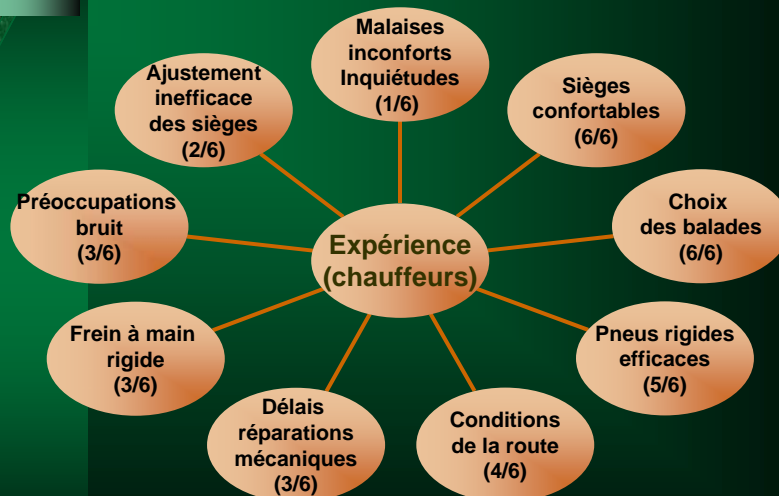 Malaises
inconforts
Inquiétudes
(1/6)
Sièges
confortables
(6/6)
Choix
des balades
(6/6)
Pneus rigides
efficaces
(5/6)
Conditions
de la route
(4/6)
Délais
réparations
mécaniques
(3/6)
Frein à main
rigide
(3/6)
Préoccupations
bruit
(3/6)
Ajustement
inefficace
des sièges
(2/6)
Expérience
(chauffeurs)